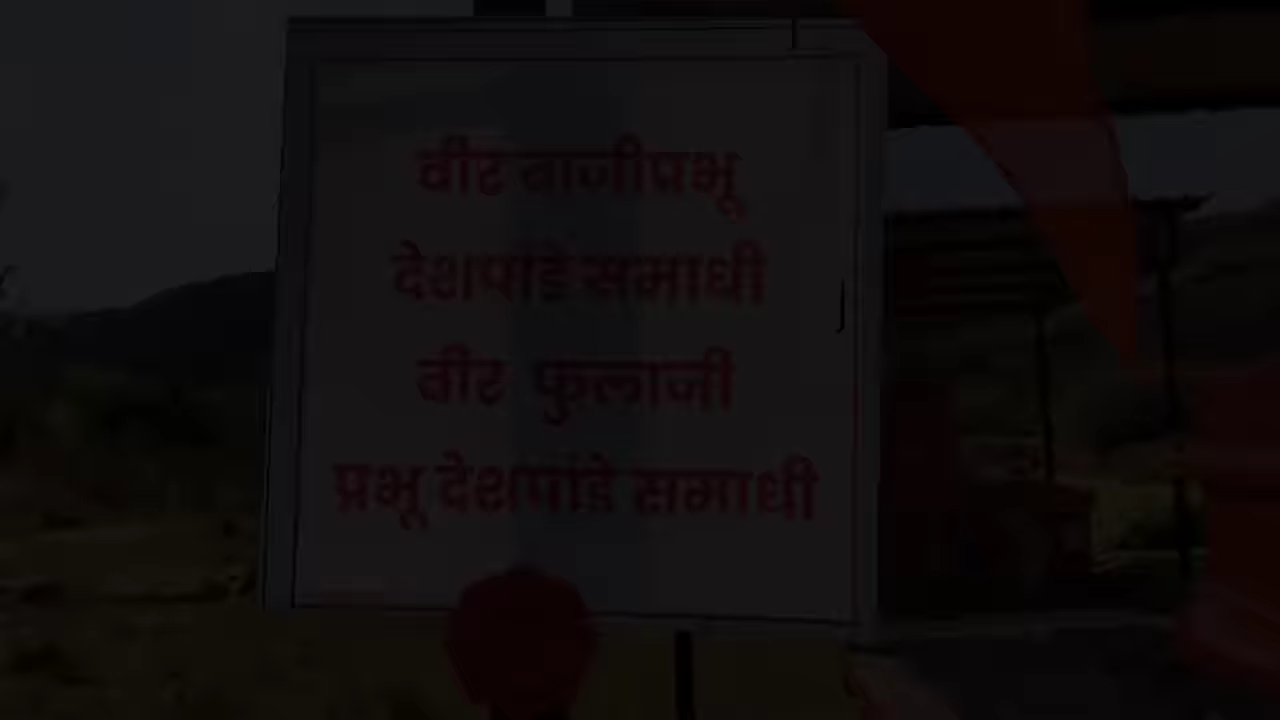 वीर बाजीप्रभू
देशपांडे समाधी
वीर फुलाजी
प्रभू देशपांडे समाधी